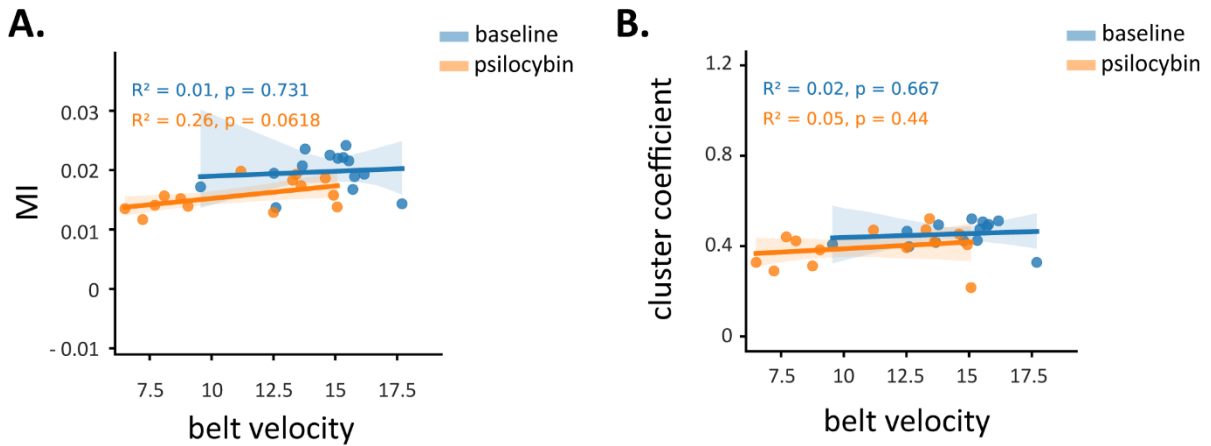 A.
baseline
psilocybin
R² = 0.01, p = 0.731
R² = 0.26, p = 0.0618
MI
0.03
0.02
0.01
0
- 0.01
7.5 10 12.5 15 17.5
belt velocity
B.
baseline
psilocybin
R² = 0.02, p = 0.667
R² = 0.05, p = 0.44
cluster coefficient
1.2
0.8
0.4
0
7.5 10 12.5 15 17.5
belt velocity